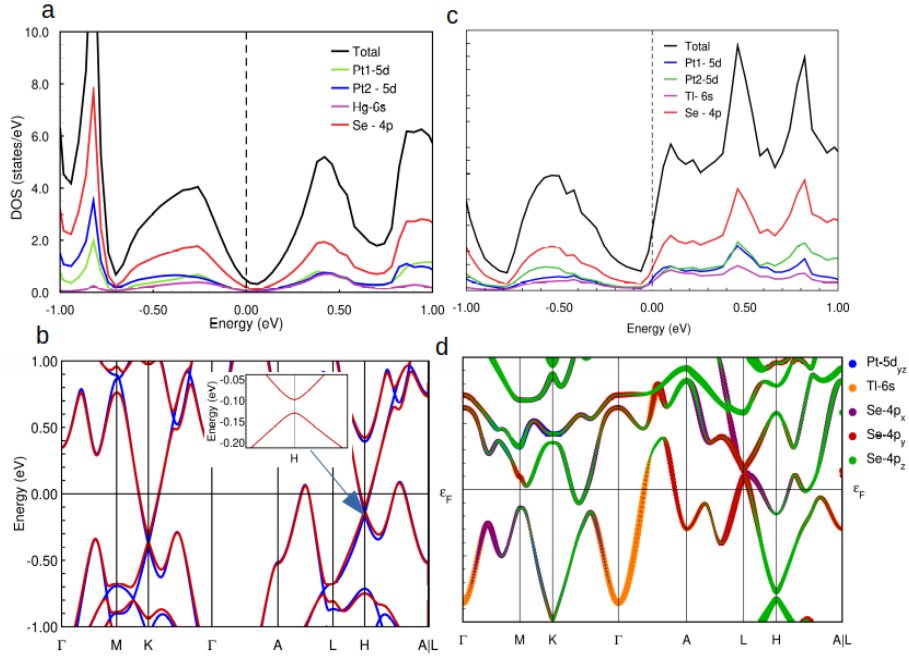 a
10.0
8.0
6.0
4.0
2.0
0.0
DOS (states/eV)
Total
Pt1-5d
Pt2 - 5d
Hg-6s
Se - 4p
-1.00 -0.50 0.00 0.50 1.00
Energy (eV)
c
Total
Pt1- 5d
Pt2-5d
Tl- 6s
Se - 4p
-1.00 -0.50 0.00 0.50 1.00
Energy (eV)
b
1.00
0.50
0.00
-0.50
-1.00
Energy (eV)
-0.05
-0.10
-0.15
-0.20
Energy (eV)
H
Γ M K Γ A L H A|L
d
Pt-5dyz
Tl-6s
Se-4px
Se-4py
Se-4pz
εF
εF
Γ M K Γ A L H A|L